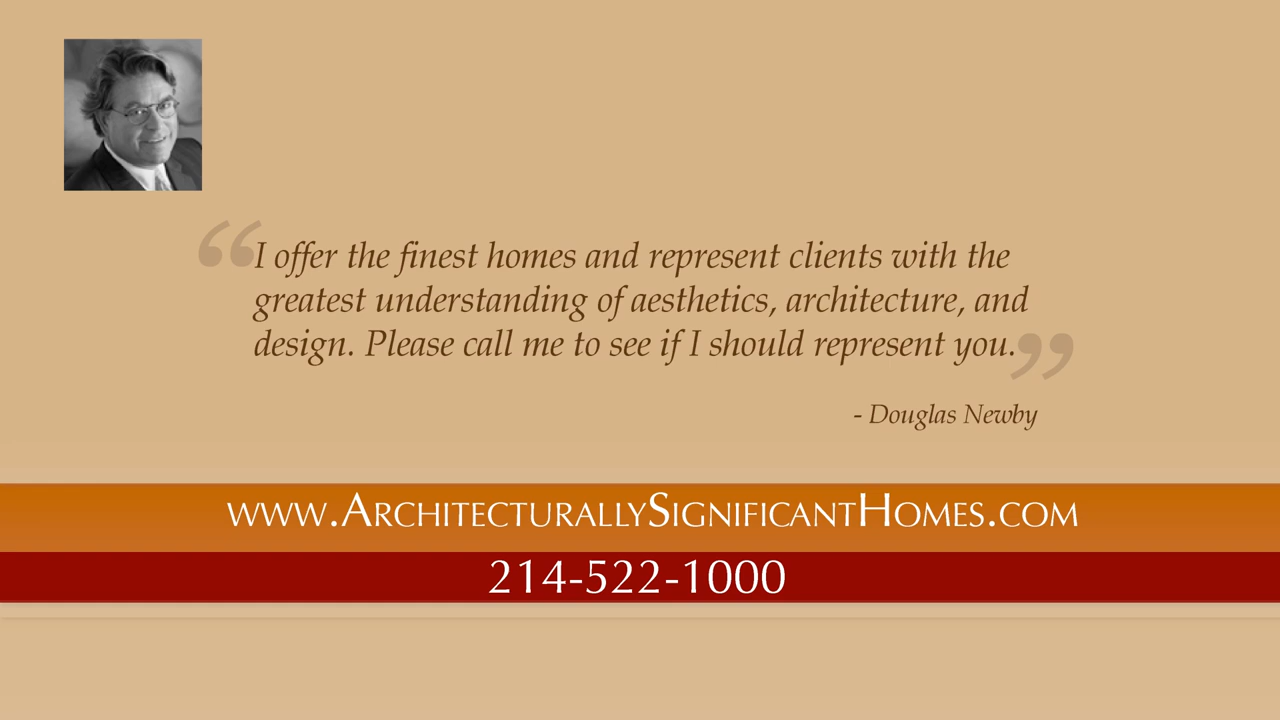 “I offer the finest homes and represent clients with the
greatest understanding of aesthetics, architecture, and
design. Please call me to see if I should represent you.”
- Douglas Newby
www.ArchitecturallySignificantHomes.com
214-522-1000